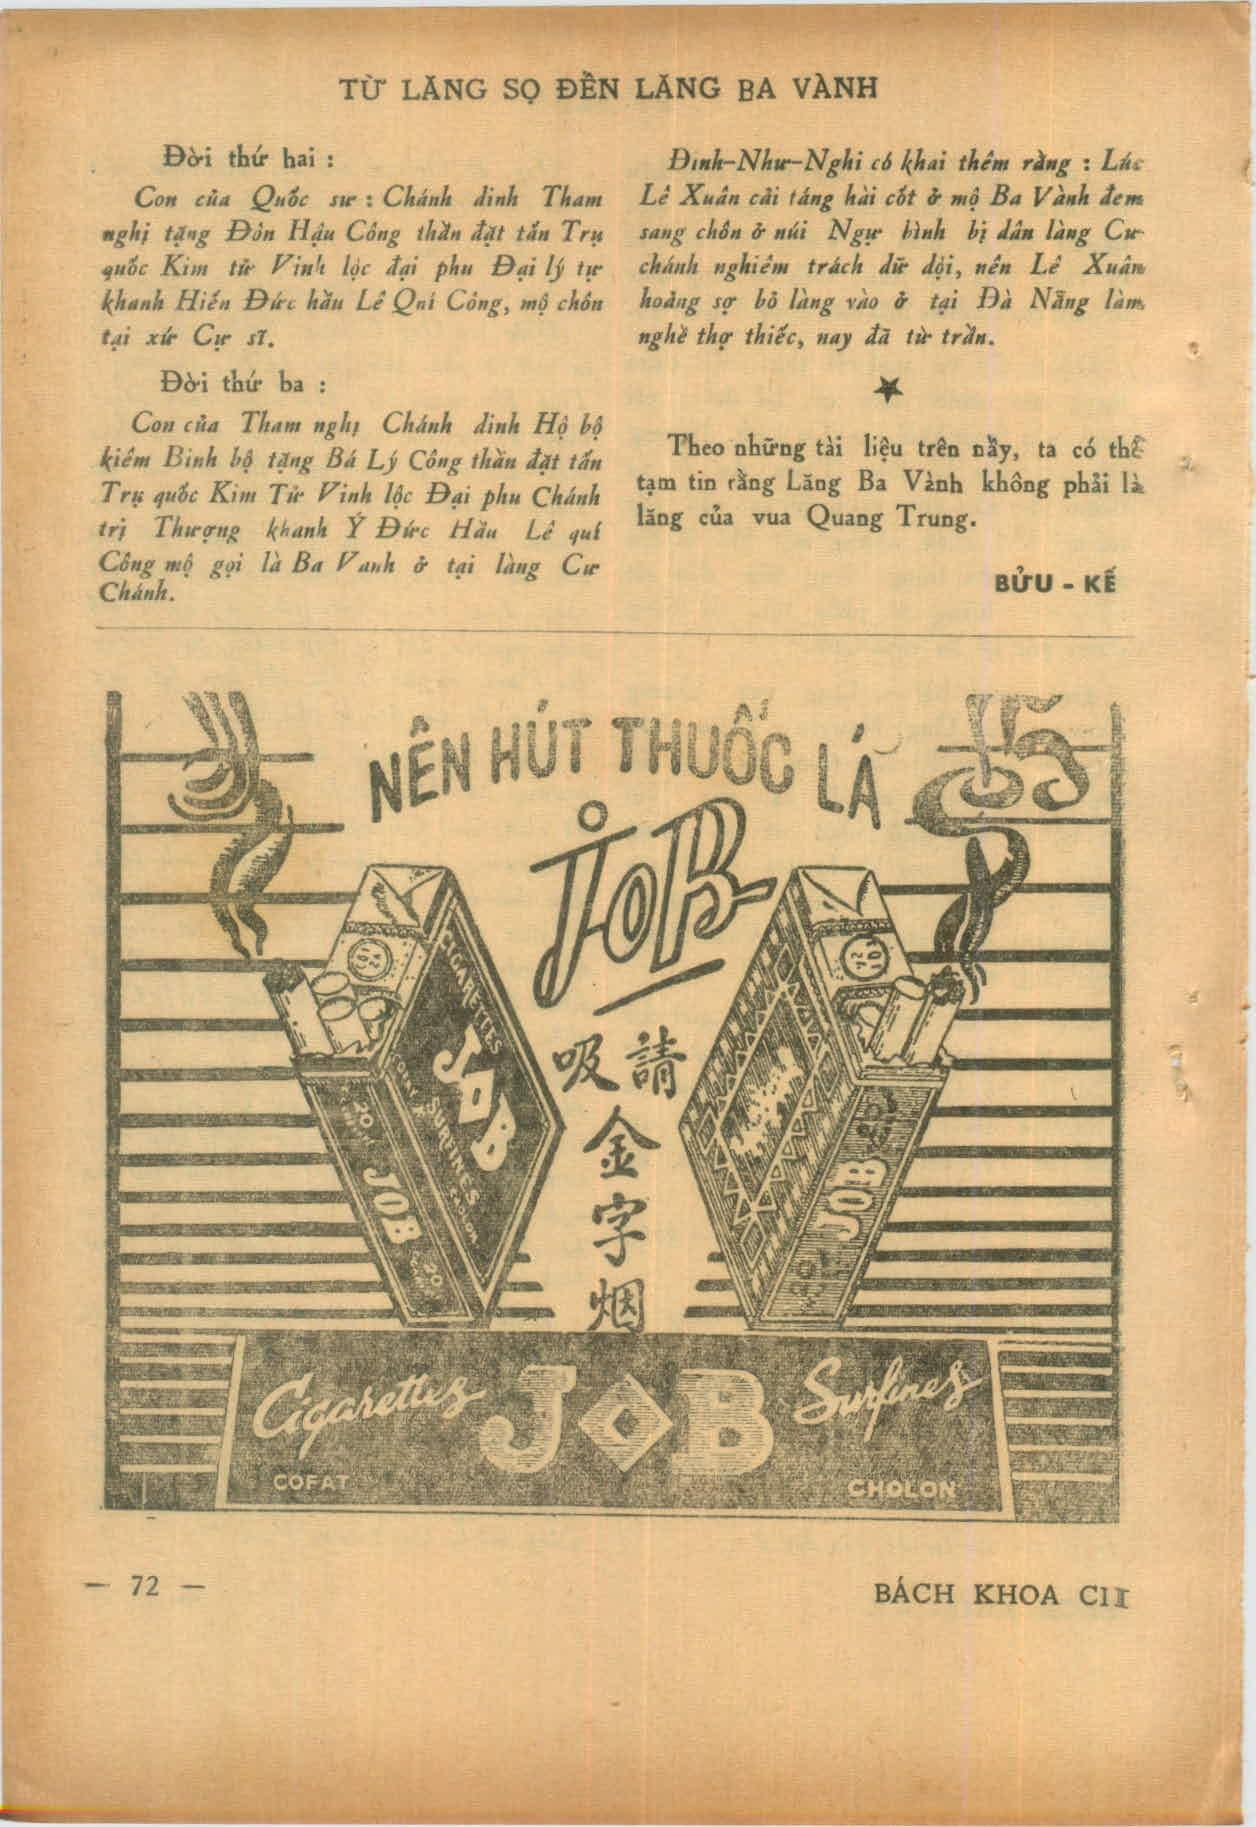 TỪ LĂNG SỌ ĐẾN LĂNG BA VÀNH
Đời thứ hai :
Con của Quốc sư : Chánh dinh Tham
nghị tặng Đôn Hậu Công thần đặt tấn Trụ
quốc Kim tử Vinh lộc đại phu Đại lý tự
khanh Hiển Đức hầu Lê Quí Công, mộ chôn
tại xứ Cư sĩ.
Đời thứ ba :
Con của Tham nghị Chánh dinh Hộ bộ
kiêm Binh bộ tặng Bá Lý Công thần đặt tấn
Trụ quốc Kim Tử Vinh lộc Đại phu Chánh
trị Thượng khanh Ý Đức Hầu Lê quí
Công mộ gọi là Ba Vanh ở tại làng Cư
Chánh.
Đinh-Như-Nghi có khai thêm rằng : Lúc
Lê Xuân cải táng hài cốt ở mộ Ba Vành đem
sang chôn ở núi Ngự bình bị dân làng Cư
chánh nghiêm trách dữ dội, nên Lê Xuân
hoảng sợ bỏ làng vào ở tại Đà Nẵng làm
nghề thợ thiếc, nay đã từ trần.
Theo những tài liệu trên nầy, ta có thể
tạm tin rằng Lăng Ba Vành không phải là
lăng của vua Quang Trung.
BỬU - KẾ
NÊN HÚT THUỐC LÁ
JOB
請吸
金
字
烟
CIGARETTES
JOB
SURFINES
CHOLON
20
JOB
20
20
JOB
20
Cigarettes JOB Surfines
COFAT CHOLON
— 72 —
BÁCH KHOA CII